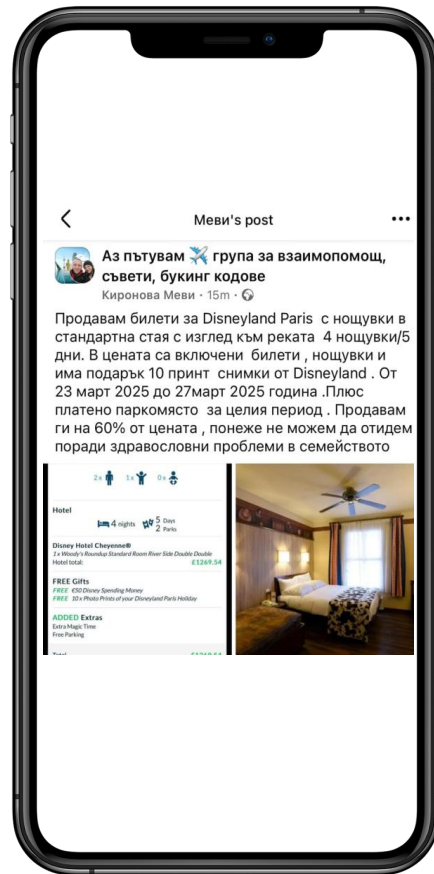 Меви's post
Аз пътувам ✈️ група за взаимопомощ,
съвети, букинг кодове
Киронова Меви · 15m ·
Продавам билети за Disneyland Paris с нощувки в
стандартна стая с изглед към реката 4 нощувки/5
дни. В цената са включени билети , нощувки и
има подарък 10 принт снимки от Disneyland . От
23 март 2025 до 27март 2025 година .Плюс
платено паркомясто за целия период . Продавам
ги на 60% от цената , понеже не можем да отидем
поради здравословни проблеми в семейството
2x 1x 0x
Hotel
4 nights 5 Days
2 Parks
Disney Hotel Cheyenne®
1 x Woody's Roundup Standard Room River Side Double Double
Hotel total: £1269.54
FREE Gifts
FREE €50 Disney Spending Money
FREE 10 x Photo Prints of your Disneyland Paris Holiday
ADDED Extras
Extra Magic Time
Free Parking
Total £1269.54